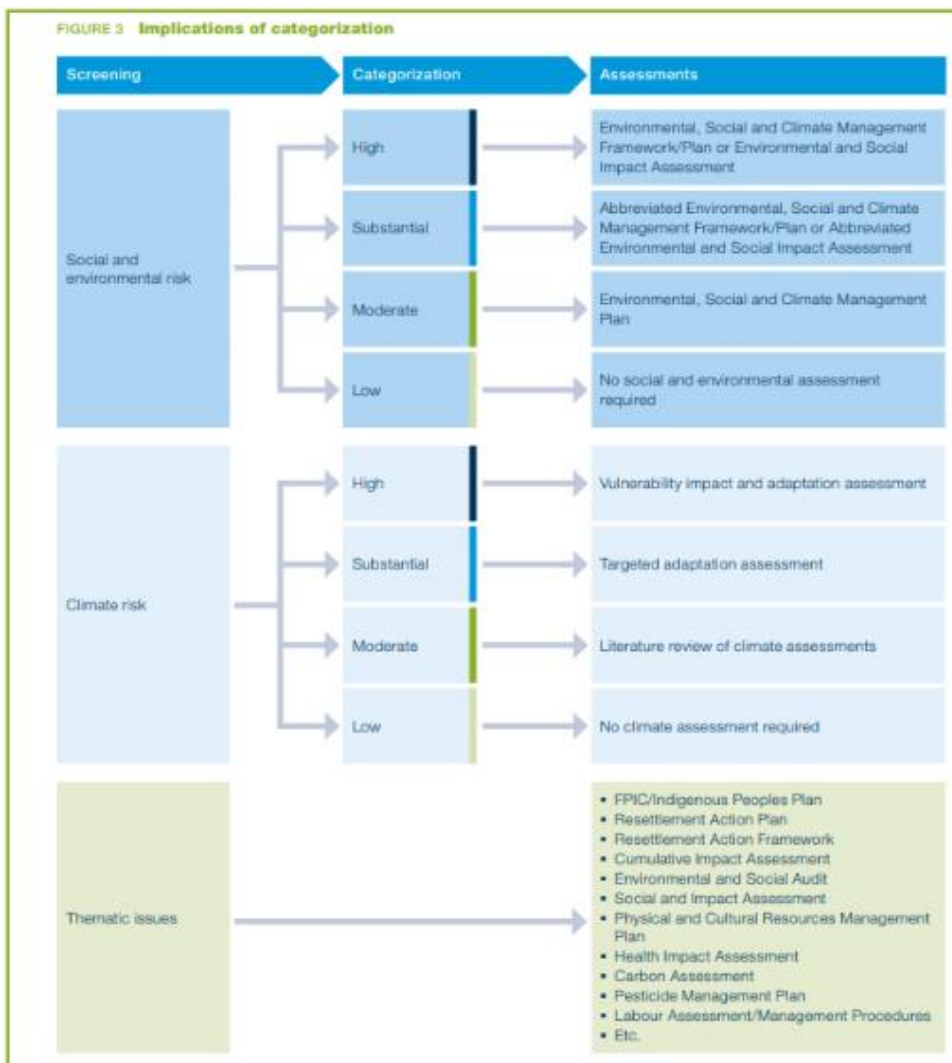 FIGURE 3 Implications of categorization
Screening
Categorization
Assessments
Social and
environmental risk
High
Environmental, Social and Climate Management
Framework/Plan or Environmental and Social
Impact Assessment
Substantial
Abbreviated Environmental, Social and Climate
Management Framework/Plan or Abbreviated
Environmental and Social Impact Assessment
Moderate
Environmental, Social and Climate Management
Plan
Low
No social and environmental assessment
required
Climate risk
High
Vulnerability impact and adaptation assessment
Substantial
Targeted adaptation assessment
Moderate
Literature review of climate assessments
Low
No climate assessment required
Thematic issues
▪ FPIC/Indigenous Peoples Plan
▪ Resettlement Action Plan
▪ Resettlement Action Framework
▪ Cumulative Impact Assessment
▪ Environmental and Social Audit
▪ Social and Impact Assessment
▪ Physical and Cultural Resources Management
Plan
▪ Health Impact Assessment
▪ Carbon Assessment
▪ Pesticide Management Plan
▪ Labour Assessment/Management Procedures
▪ Etc.